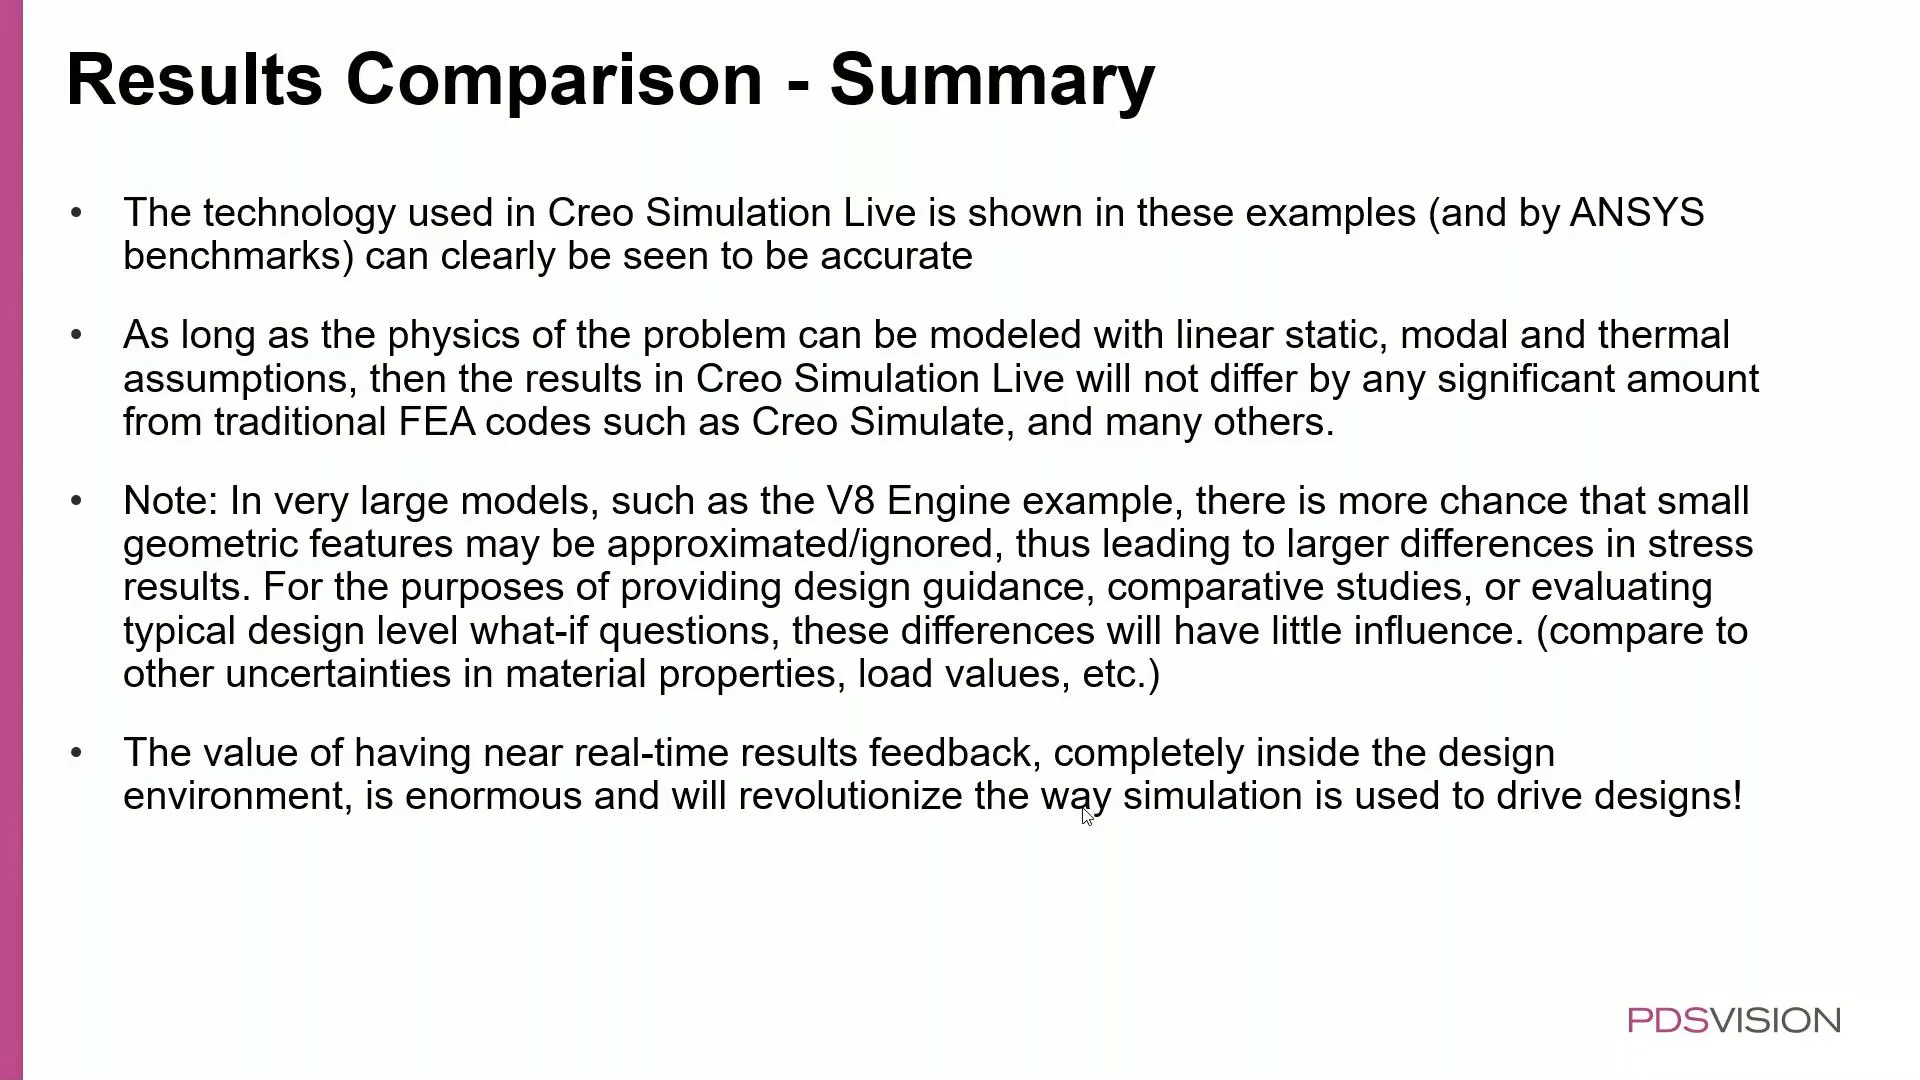 Results Comparison - Summary
• The technology used in Creo Simulation Live is shown in these examples (and by ANSYS
benchmarks) can clearly be seen to be accurate
• As long as the physics of the problem can be modeled with linear static, modal and thermal
assumptions, then the results in Creo Simulation Live will not differ by any significant amount
from traditional FEA codes such as Creo Simulate, and many others.
• Note: In very large models, such as the V8 Engine example, there is more chance that small
geometric features may be approximated/ignored, thus leading to larger differences in stress
results. For the purposes of providing design guidance, comparative studies, or evaluating
typical design level what-if questions, these differences will have little influence. (compare to
other uncertainties in material properties, load values, etc.)
• The value of having near real-time results feedback, completely inside the design
environment, is enormous and will revolutionize the way simulation is used to drive designs!
PDSVISION